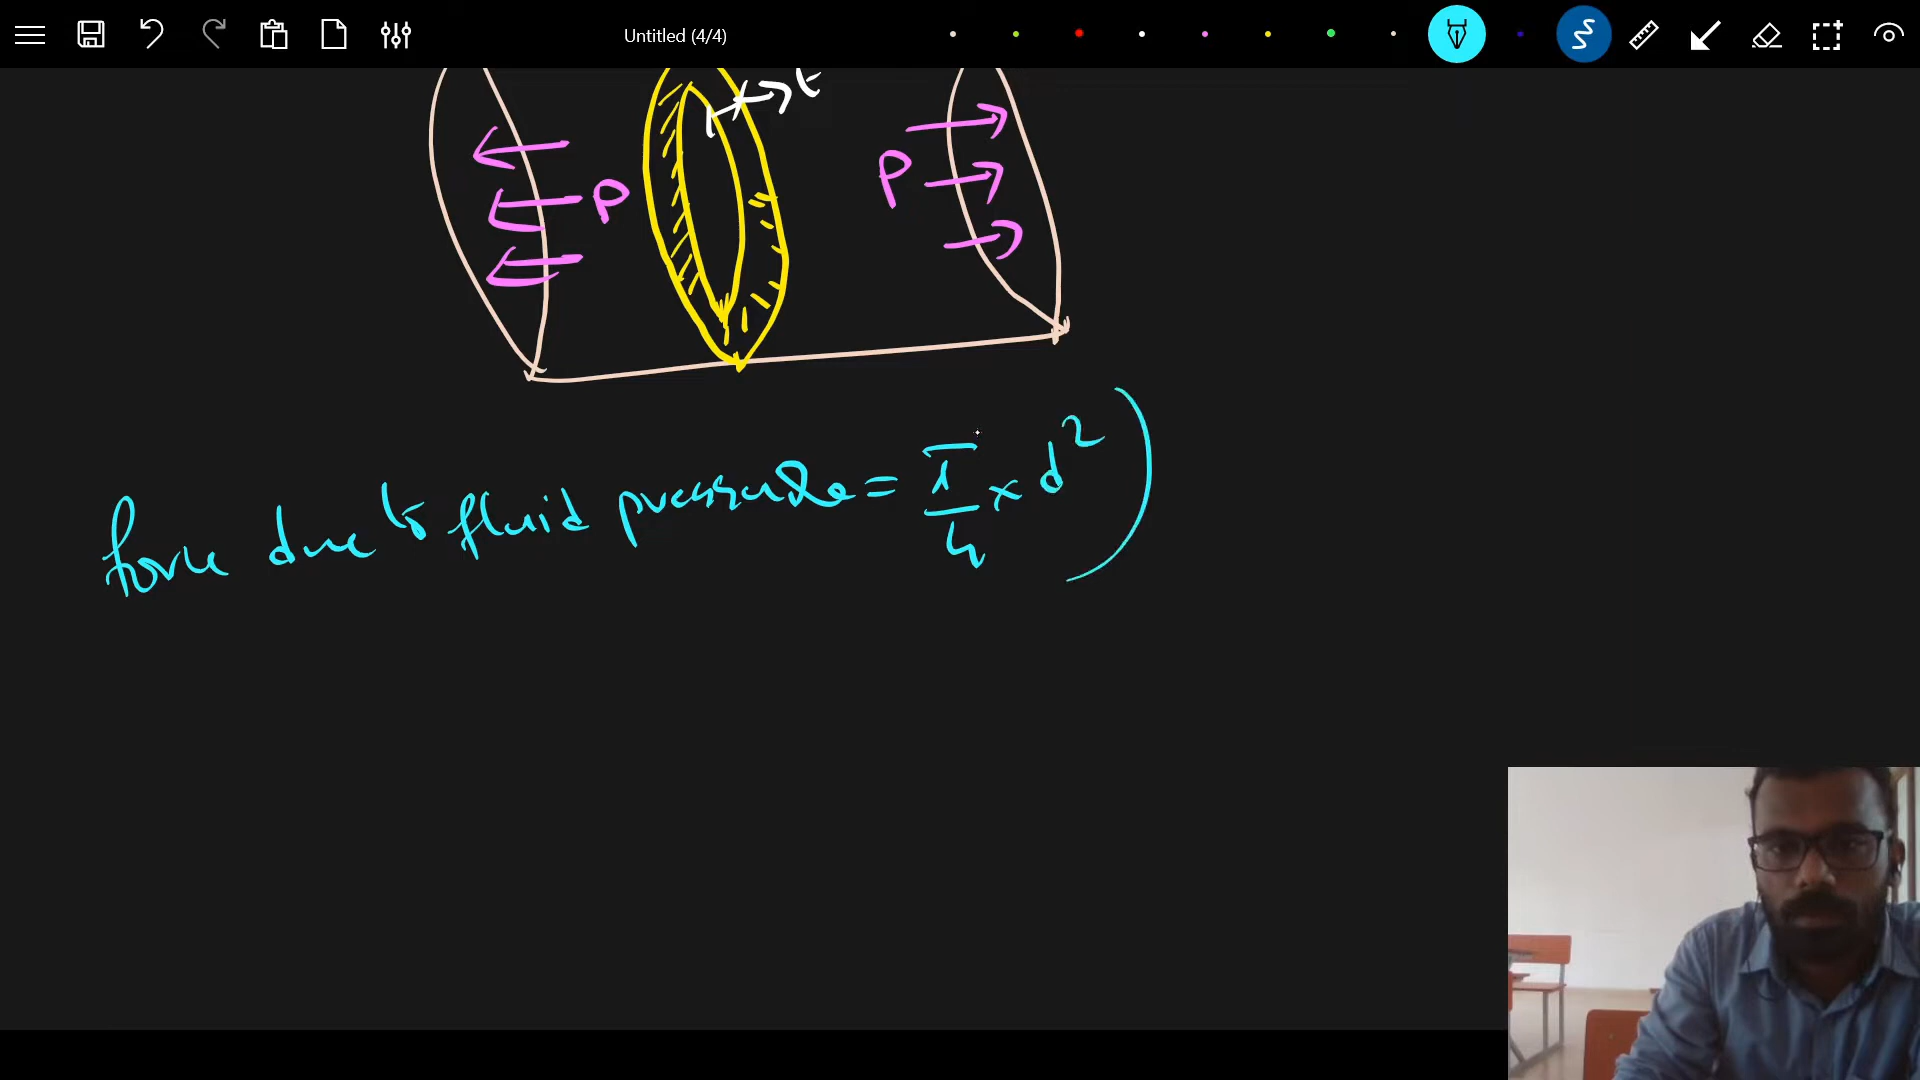 Untitled (4/4)
t
P
P
force due to fluid pressure = π/4 × d²)